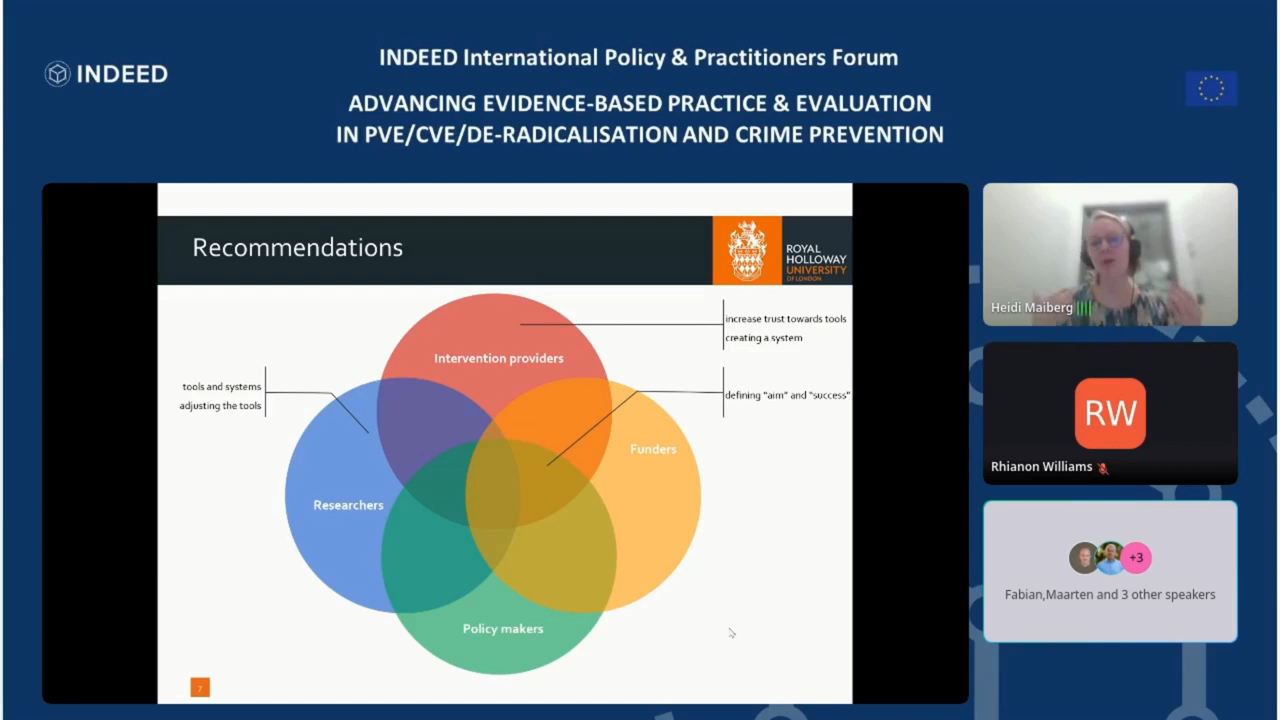 INDEED International Policy & Practitioners Forum
INDEED
ADVANCING EVIDENCE-BASED PRACTICE & EVALUATION
IN PVE/CVE/DE-RADICALISATION AND CRIME PREVENTION
Recommendations
ROYAL
HOLLOWAY
UNIVERSITY
OF LONDON
increase trust towards tools
creating a system
Intervention providers
tools and systems
adjusting the tools
defining "aim" and "success"
Funders
Researchers
Policy makers
7
Heidi Maiberg
RW
Rhianon Williams
+3
Fabian,Maarten and 3 other speakers